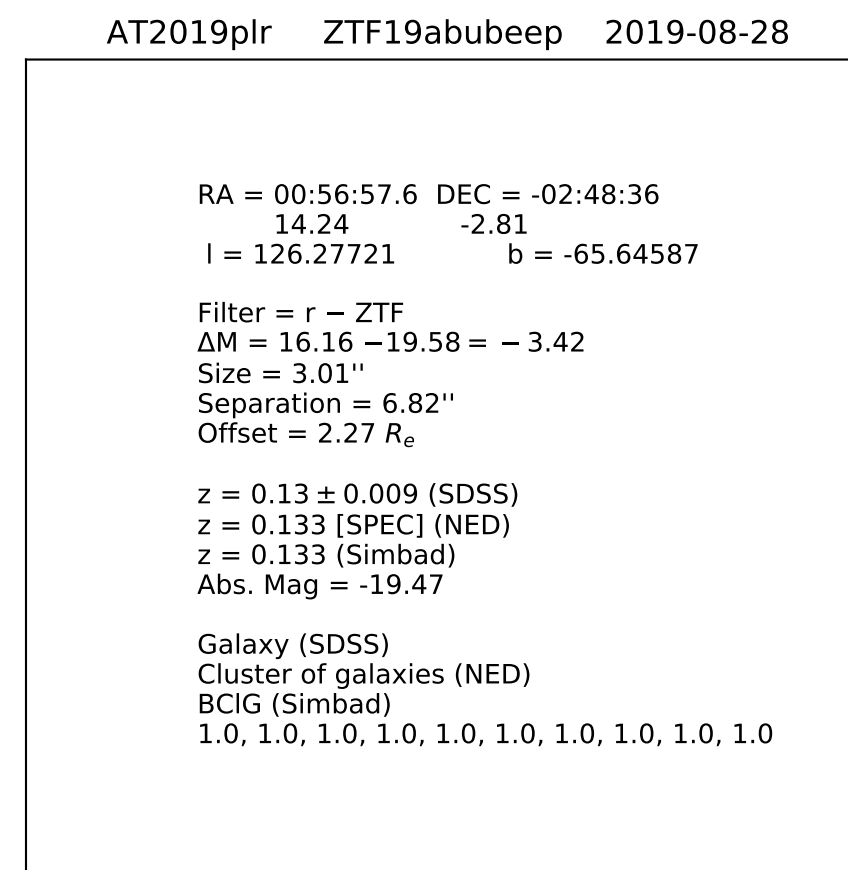 AT2019plr ZTF19abubeep 2019-08-28
RA = 00:56:57.6 DEC = -02:48:36
14.24 -2.81
l = 126.27721 b = -65.64587
Filter = r − ZTF
ΔM = 16.16 −19.58 = − 3.42
Size = 3.01''
Separation = 6.82''
Offset = 2.27 Rₑ
z = 0.13 ± 0.009 (SDSS)
z = 0.133 [SPEC] (NED)
z = 0.133 (Simbad)
Abs. Mag = -19.47
Galaxy (SDSS)
Cluster of galaxies (NED)
BClG (Simbad)
1.0, 1.0, 1.0, 1.0, 1.0, 1.0, 1.0, 1.0, 1.0, 1.0